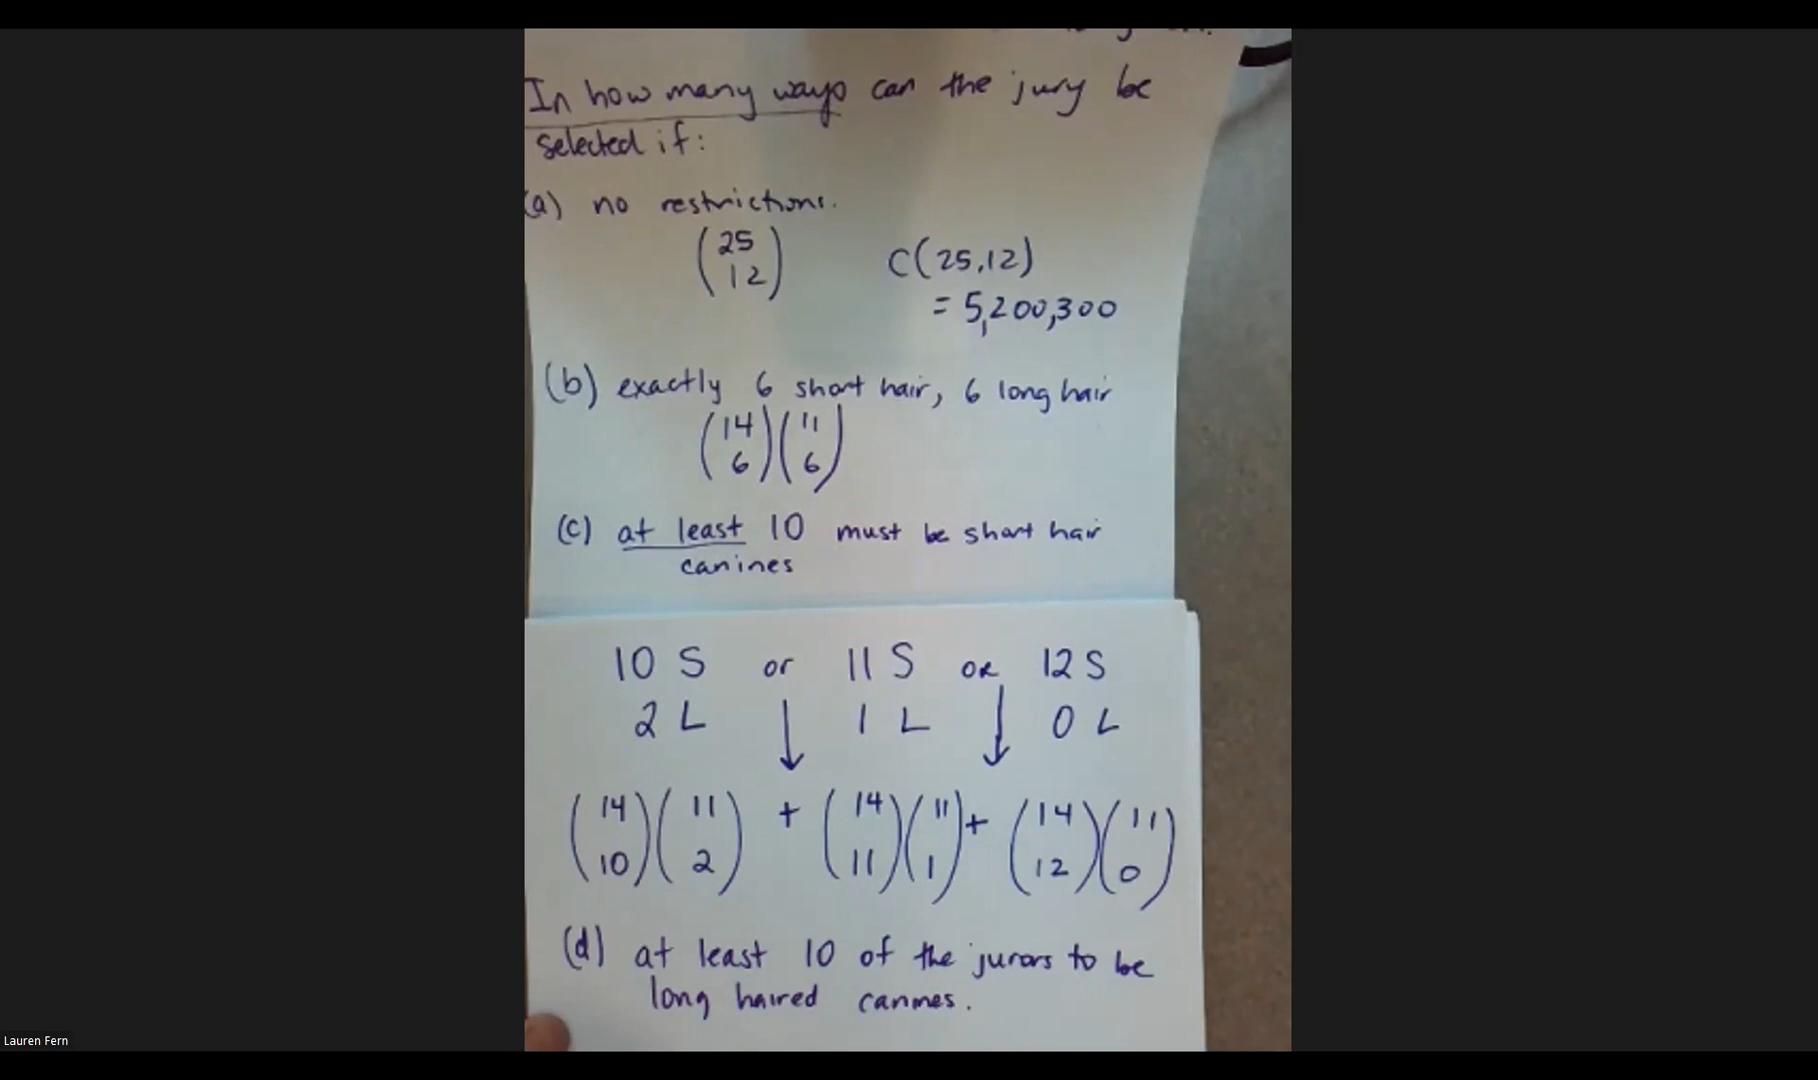 In how many ways can the jury be
selected if:
(a) no restrictions.
(25 12) C(25,12)
= 5,200,300
(b) exactly 6 short hair, 6 long hair
(14 6)(11 6)
(c) at least 10 must be short hair
canines
10 S or 11 S or 12 S
2 L 1 L 0 L
(14 10)(11 2) + (14 11)(11 1) + (14 12)(11 0)
(d) at least 10 of the jurors to be
long haired canines.
Lauren Fern